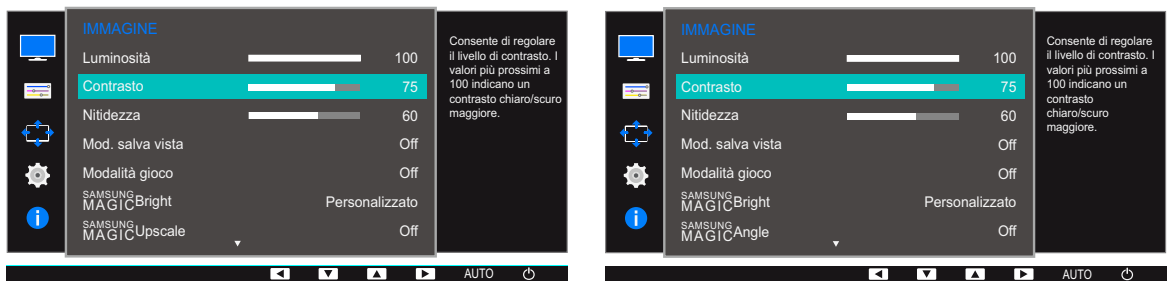 IMMAGINE
Luminosità 100
Contrasto 75
Nitidezza 60
Mod. salva vista Off
Modalità gioco Off
SAMSUNG MAGIC Bright Personalizzato
SAMSUNG MAGIC Upscale Off
Consente di regolare
il livello di contrasto. I
valori più prossimi a
100 indicano un
contrasto chiaro/scuro
maggiore.
AUTO
IMMAGINE
Luminosità 100
Contrasto 75
Nitidezza 60
Mod. salva vista Off
Modalità gioco Off
SAMSUNG MAGIC Bright Personalizzato
SAMSUNG MAGIC Angle Off
Consente di regolare
il livello di contrasto. I
valori più prossimi a
100 indicano un
contrasto
chiaro/scuro
maggiore.
AUTO